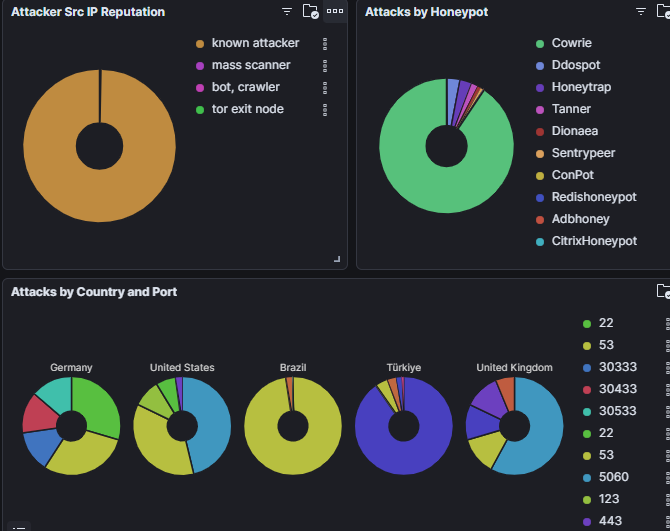 Attacker Src IP Reputation
known attacker
mass scanner
bot, crawler
tor exit node
Attacks by Honeypot
Cowrie
Ddospot
Honeytrap
Tanner
Dionaea
Sentrypeer
ConPot
Redishoneypot
Adbhoney
CitrixHoneypot
Attacks by Country and Port
Germany
United States
Brazil
Türkiye
United Kingdom
22
53
30333
30433
30533
22
53
5060
123
443